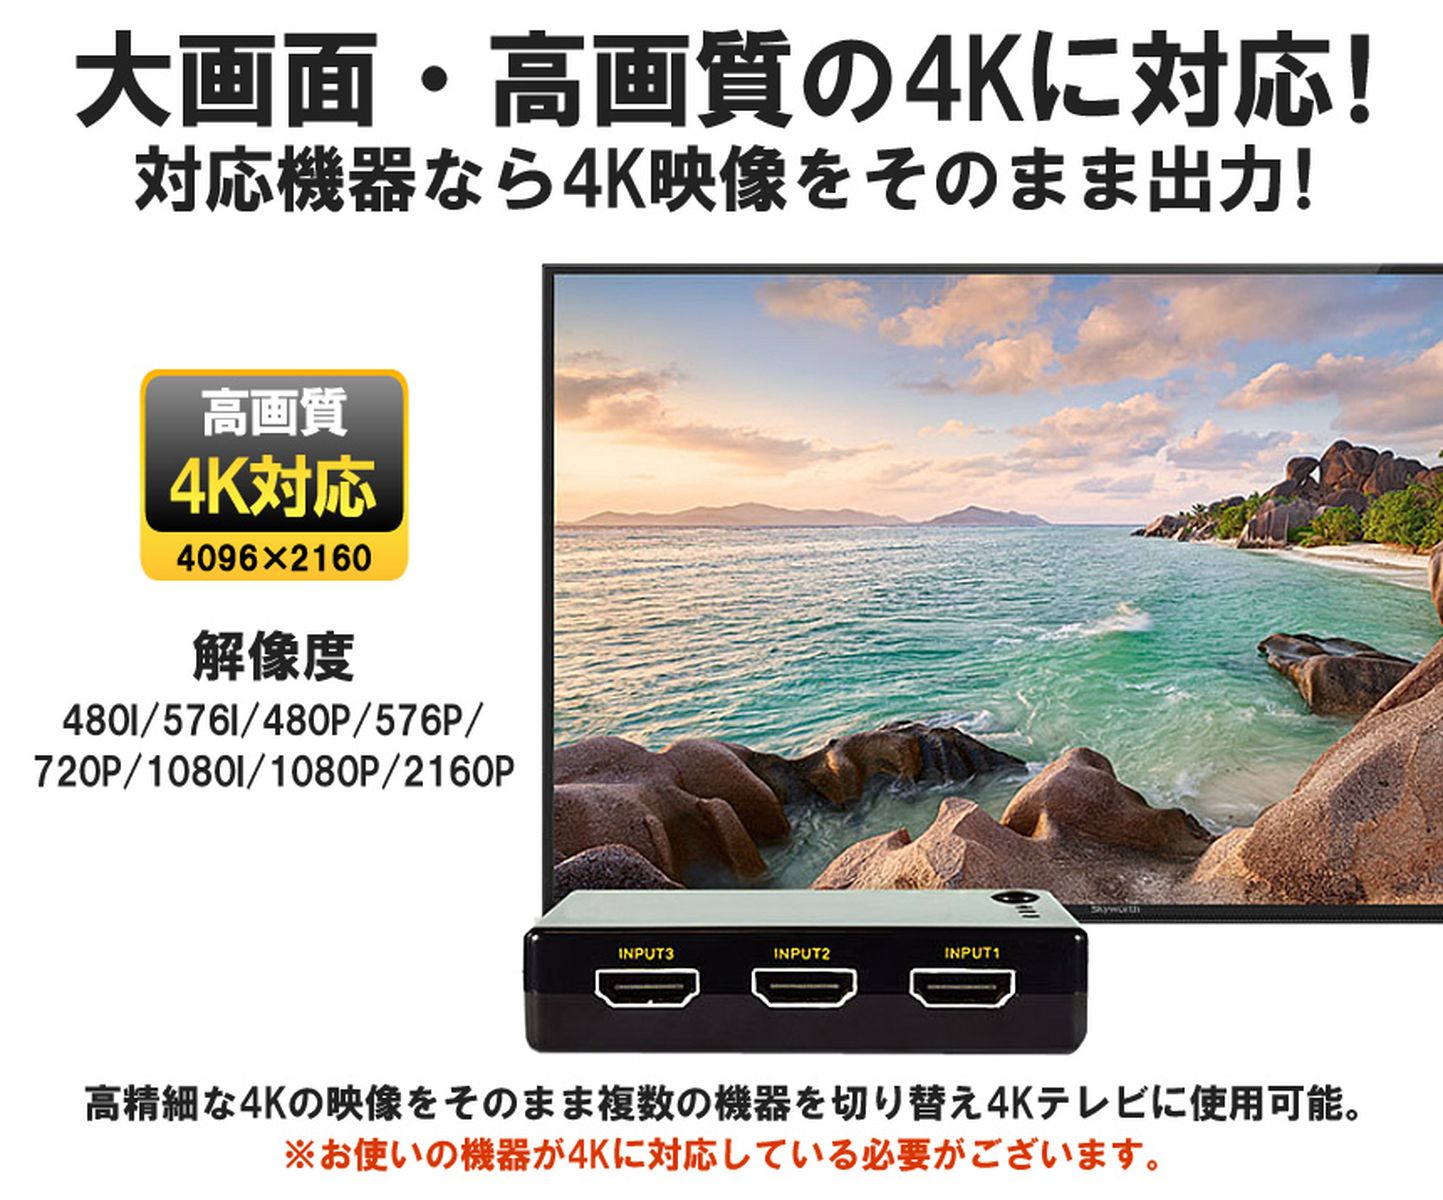 大画面・高画質の4Kに対応!
対応機器なら4K映像をそのまま出力!
高画質
4K対応
4096×2160
解像度
480I/576I/480P/576P/
720P/1080I/1080P/2160P
Skyworth
INPUT3 INPUT2 INPUT1
高精細な4Kの映像をそのまま複数の機器を切り替え4Kテレビに使用可能。
※お使いの機器が4Kに対応している必要がございます。